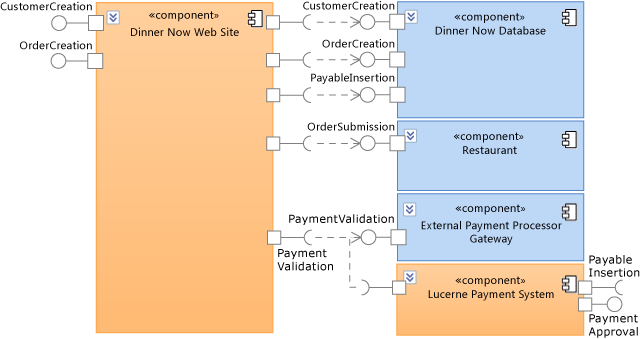 CustomerCreation
OrderCreation
«component»
Dinner Now Web Site
CustomerCreation
OrderCreation
PayableInsertion
OrderSubmission
PaymentValidation
Payment
Validation
«component»
Dinner Now Database
«component»
Restaurant
«component»
External Payment Processor
Gateway
«component»
Lucerne Payment System
Payable
Insertion
Payment
Approval